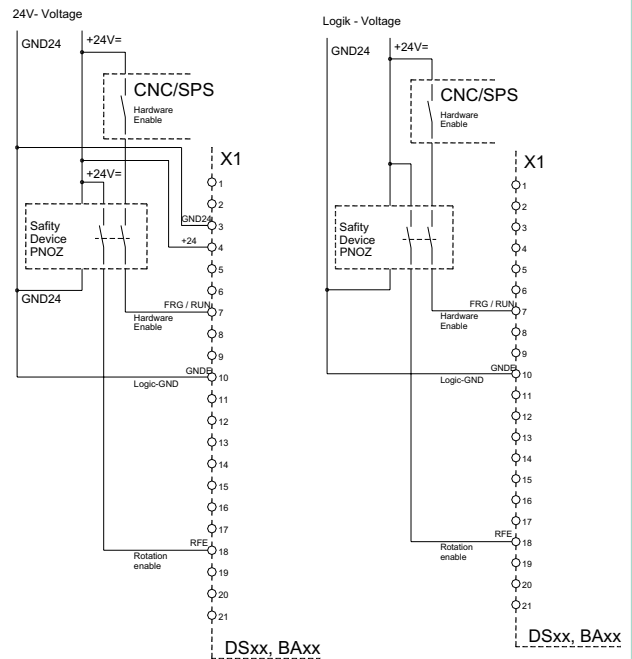 24V- Voltage
GND24
+24V=
CNC/SPS
Hardware
Enable
X1
1
2
+24V=
GND24
3
+24
4
Safity
Device
PNOZ
5
6
GND24
FRG / RUN
7
Hardware
Enable
8
9
GNDE
10
Logic-GND
11
12
13
14
15
16
17
RFE
18
Rotation
enable
19
20
21
DSxx, BAxx
Logik - Voltage
GND24
+24V=
CNC/SPS
Hardware
Enable
X1
1
2
3
Safity
Device
PNOZ
4
5
6
FRG / RUN
7
Hardware
Enable
8
9
GNDE
10
Logic-GND
11
12
13
14
15
16
17
RFE
18
Rotation
enable
19
20
21
DSxx, BAxx